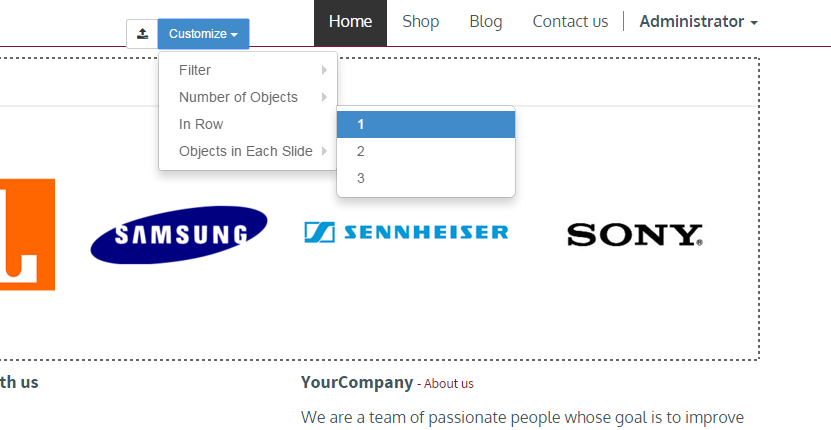 Home Shop Blog Contact us Administrator
Customize
Filter
Number of Objects
In Row
Objects in Each Slide
1
2
3
SAMSUNG
SENNHEISER
SONY®
th us
YourCompany - About us
We are a team of passionate people whose goal is to improve